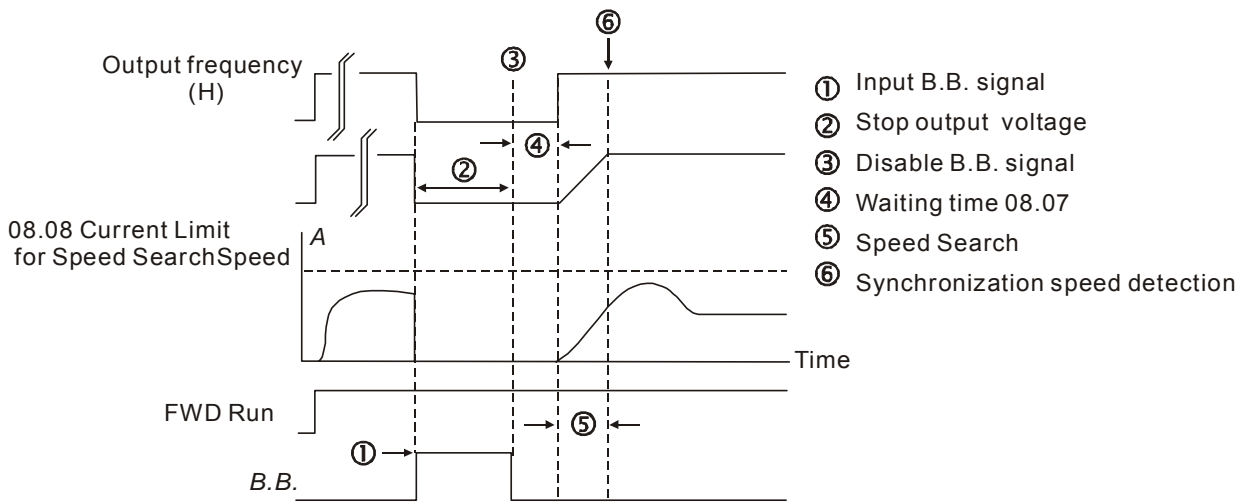 ⑥
Output frequency
(H)
③
④
②
① Input B.B. signal
② Stop output voltage
③ Disable B.B. signal
④ Waiting time 08.07
⑤ Speed Search
⑥ Synchronization speed detection
08.08 Current Limit
for Speed SearchSpeed
A
Time
FWD Run
⑤
①
B.B.